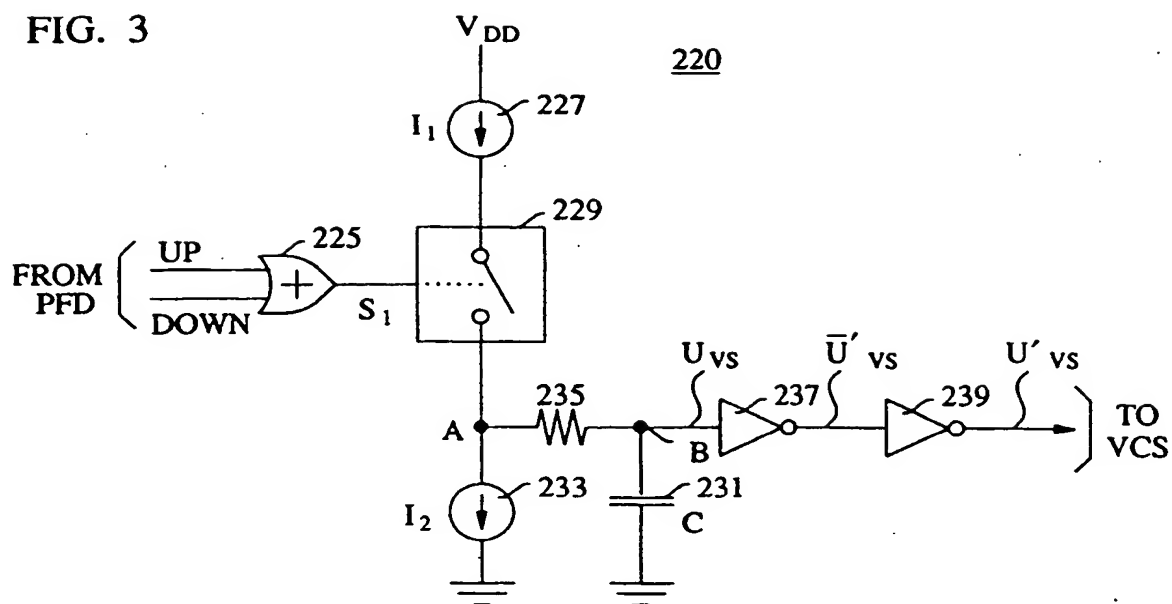 FIG. 3
V DD
220
227
I 1
229
UP
225
FROM
PFD
+
S 1
DOWN
U VS
U̅′ VS
U′ VS
235
237
239
A
B
TO
VCS
233
231
I 2
C